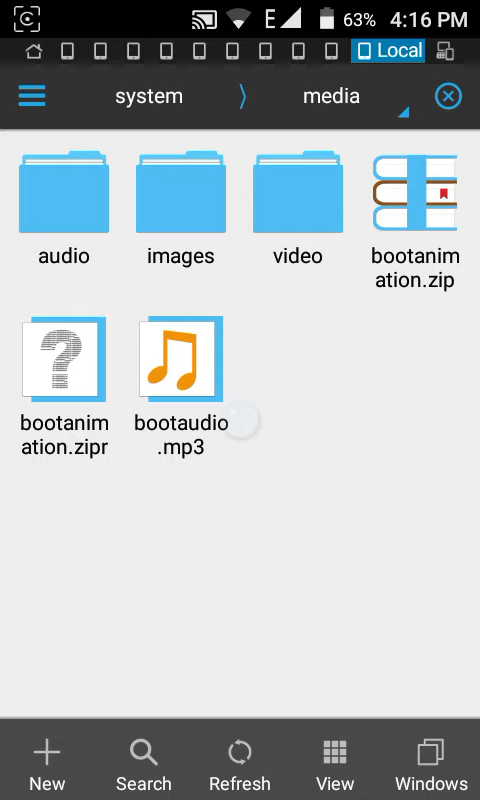 E 63% 4:16 PM
Local
system 〉 media
audio
images
video
bootanim
ation.zip
bootanim
ation.zipr
bootaudio
.mp3
New
Search
Refresh
View
Windows